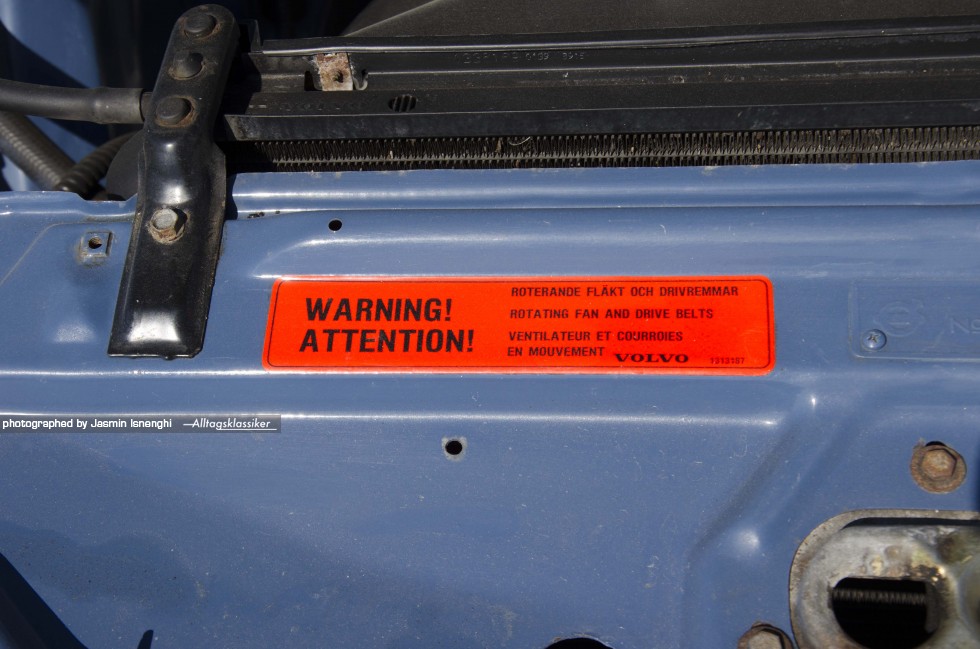 WARNING!
ATTENTION!
ROTERANDE FLÄKT OCH DRIVREMMAR
ROTATING FAN AND DRIVE BELTS
VENTILATEUR ET COURROIES
EN MOUVEMENT VOLVO
photographed by Jasmin Isnenghi —Alltagsklassiker